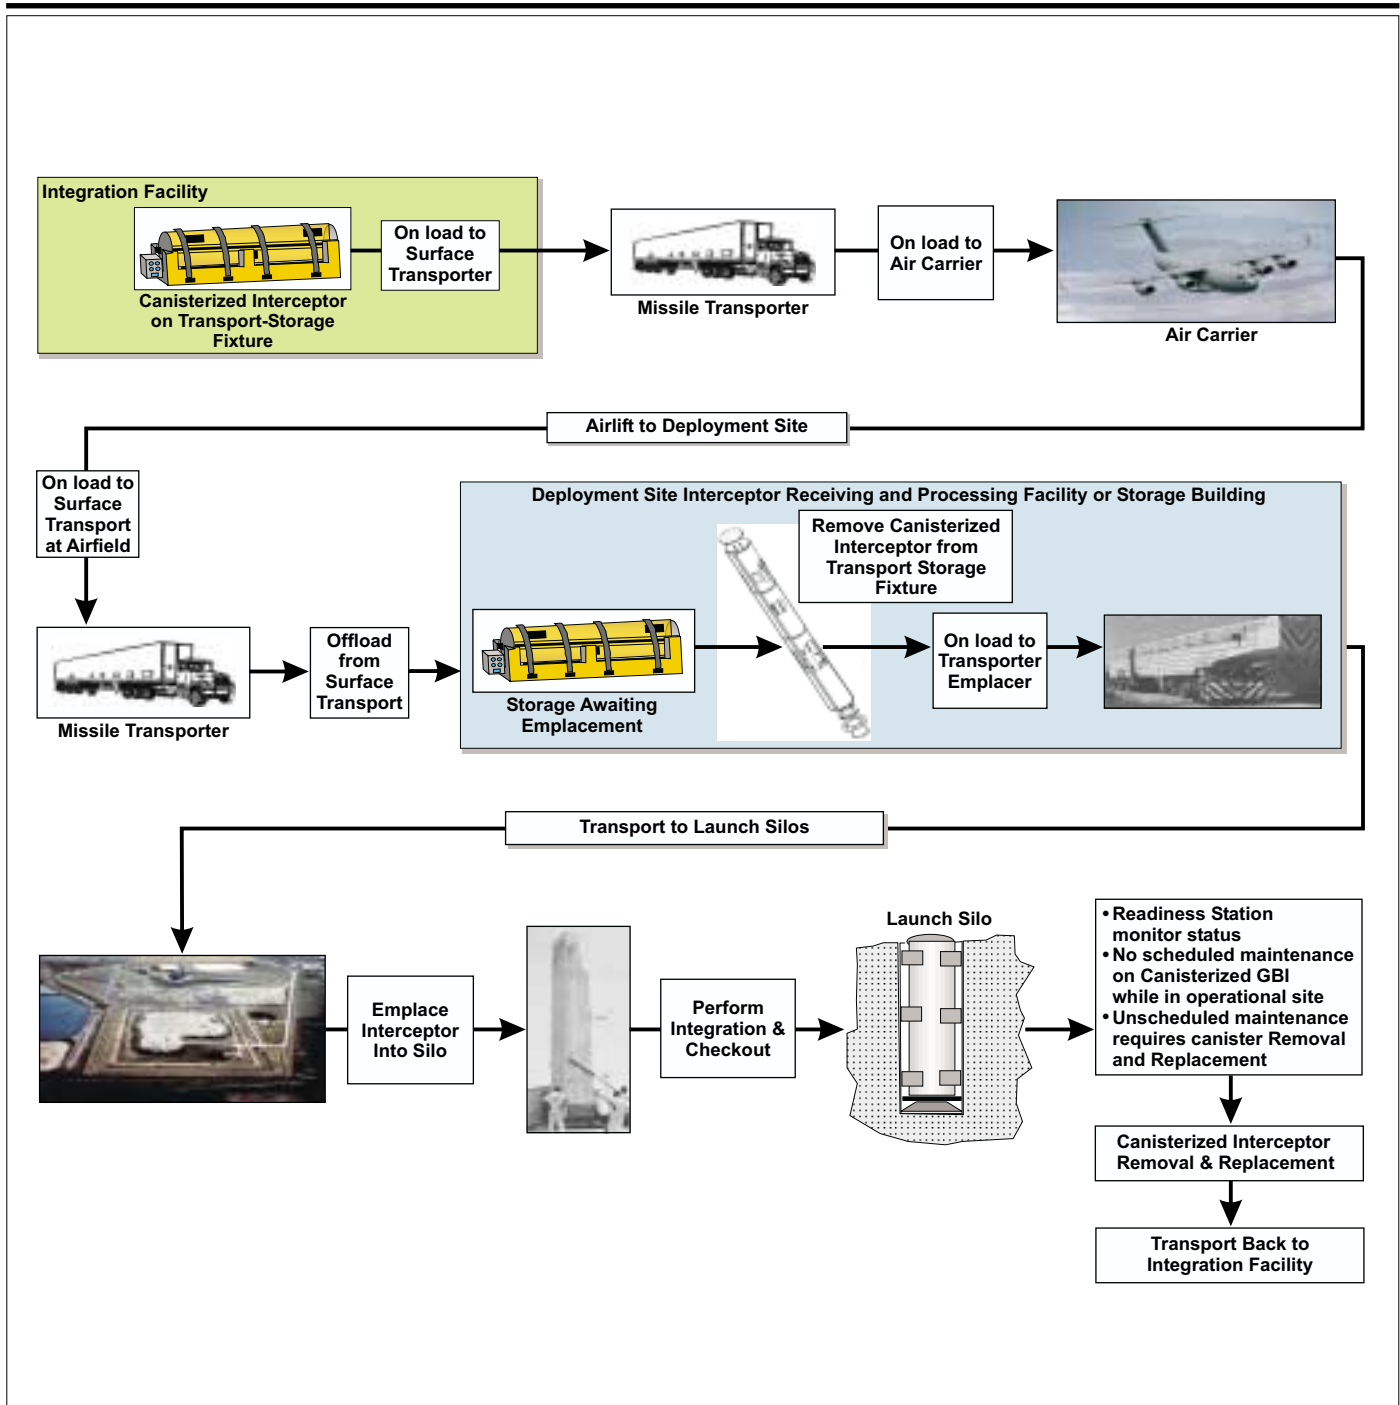 Integration Facility
On load to
Surface
Transporter
Canisterized Interceptor
on Transport-Storage
Fixture
Missile Transporter
On load to
Air Carrier
Air Carrier
Airlift to Deployment Site
On load to
Surface
Transport
at Airfield
Missile Transporter
Offload
from
Surface
Transport
Deployment Site Interceptor Receiving and Processing Facility or Storage Building
Storage Awaiting
Emplacement
Remove Canisterized
Interceptor from
Transport Storage
Fixture
On load to
Transporter
Emplacer
Transport to Launch Silos
Emplace
Interceptor
Into Silo
Perform
Integration &
Checkout
Launch Silo
• Readiness Station
monitor status
• No scheduled maintenance
on Canisterized GBI
while in operational site
• Unscheduled maintenance
requires canister Removal
and Replacement
Canisterized Interceptor
Removal & Replacement
Transport Back to
Integration Facility